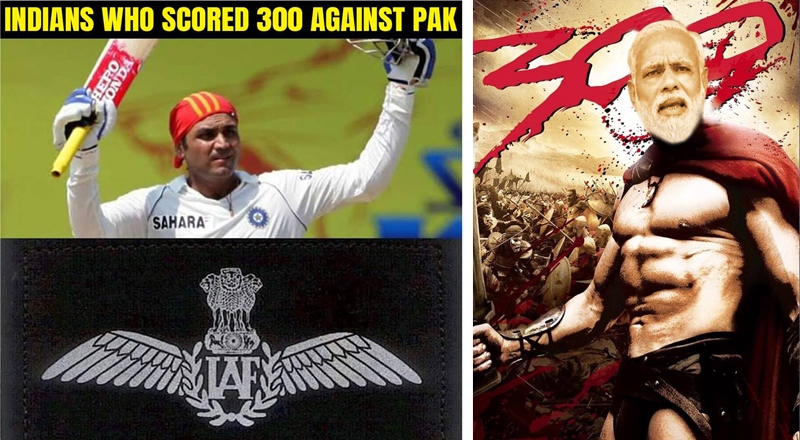 INDIANS WHO SCORED 300 AGAINST PAK
HERO
HONDA
SAHARA
IAF
300